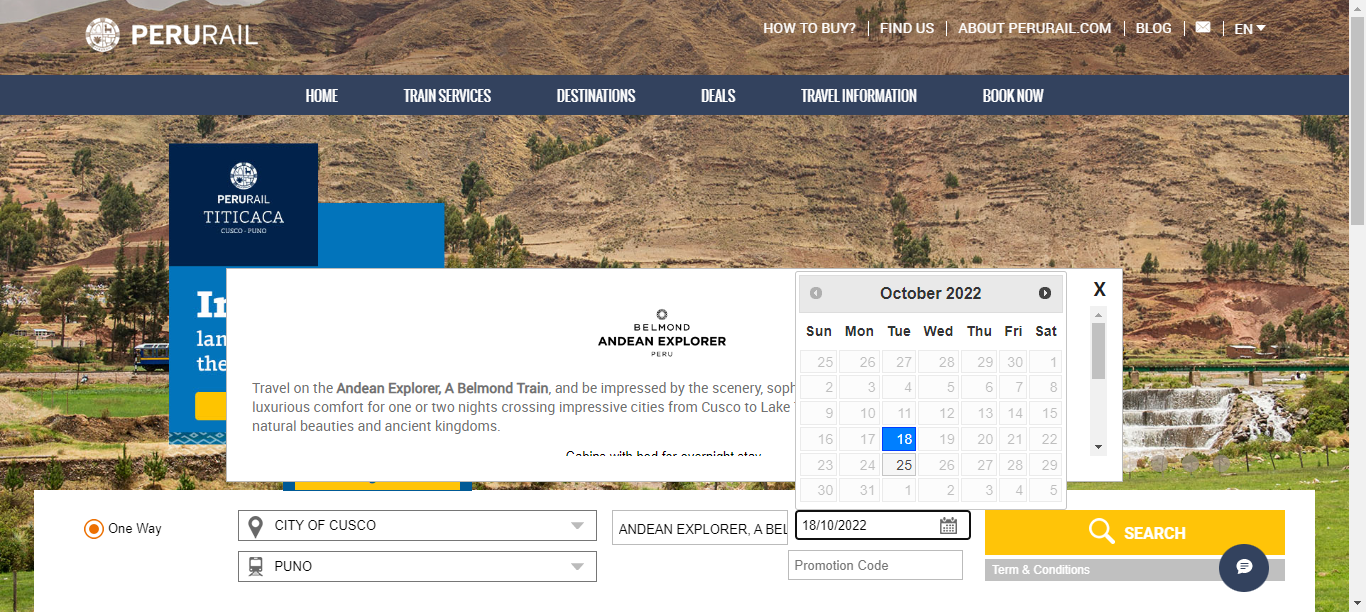 PERURAIL
HOW TO BUY?
FIND US
ABOUT PERURAIL.COM
BLOG
EN
HOME
TRAIN SERVICES
DESTINATIONS
DEALS
TRAVEL INFORMATION
BOOK NOW
PERURAIL
TITICACA
CUSCO - PUNO
In
lan
the
BELMOND
ANDEAN EXPLORER
PERU
Travel on the Andean Explorer, A Belmond Train, and be impressed by the scenery, soph
luxurious comfort for one or two nights crossing impressive cities from Cusco to Lake
natural beauties and ancient kingdoms.
Cabins with bed for overnight stay
October 2022
Sun Mon Tue Wed Thu Fri Sat
25 26 27 28 29 30 1
2 3 4 5 6 7 8
9 10 11 12 13 14 15
16 17 18 19 20 21 22
23 24 25 26 27 28 29
30 31 1 2 3 4 5
X
One Way
CITY OF CUSCO
PUNO
ANDEAN EXPLORER, A BEL
18/10/2022
Promotion Code
SEARCH
Term & Conditions